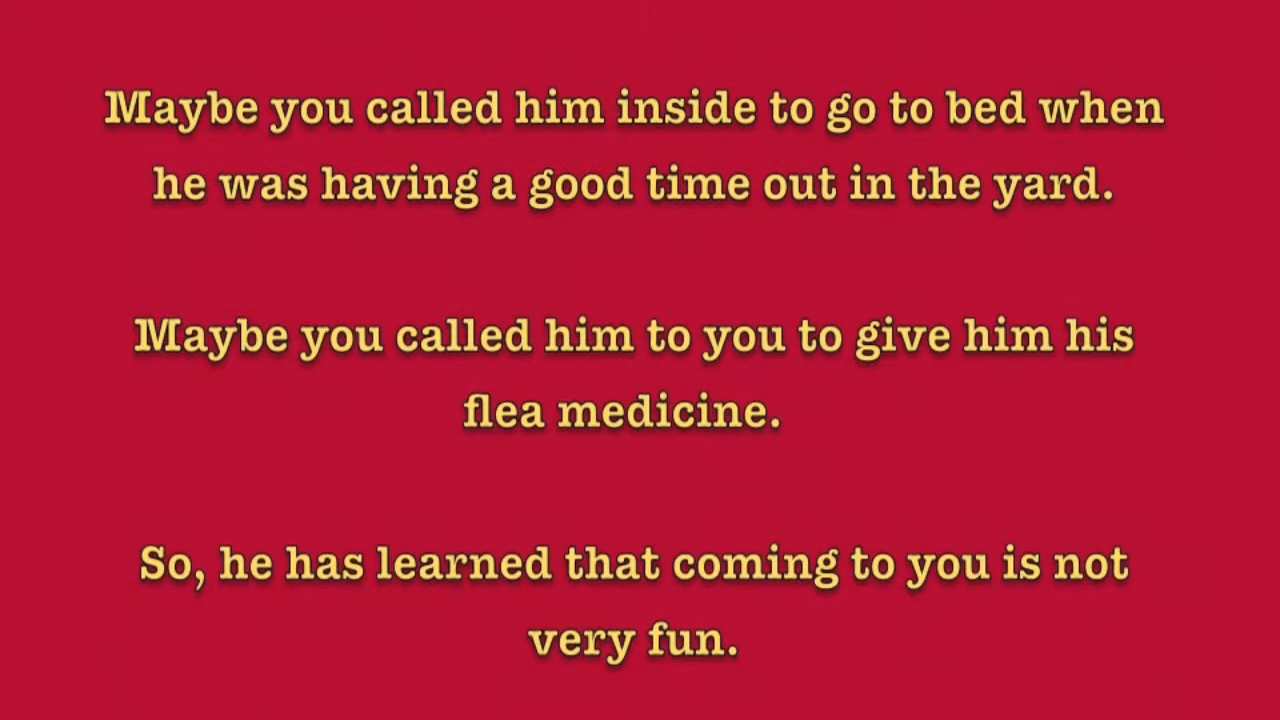 Maybe you called him inside to go to bed when
he was having a good time out in the yard.
Maybe you called him to you to give him his
flea medicine.
So, he has learned that coming to you is not
very fun.